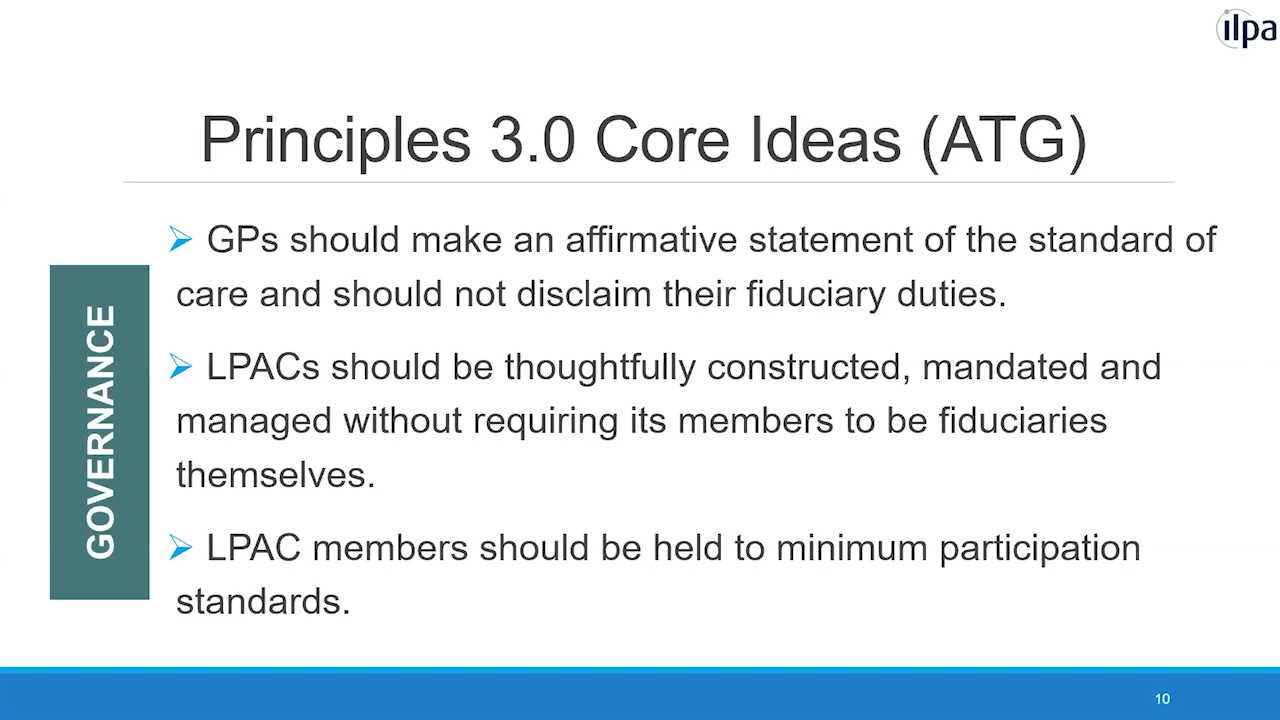 ilpa
Principles 3.0 Core Ideas (ATG)
GOVERNANCE
➢ GPs should make an affirmative statement of the standard of
care and should not disclaim their fiduciary duties.
➢ LPACs should be thoughtfully constructed, mandated and
managed without requiring its members to be fiduciaries
themselves.
➢ LPAC members should be held to minimum participation
standards.
10